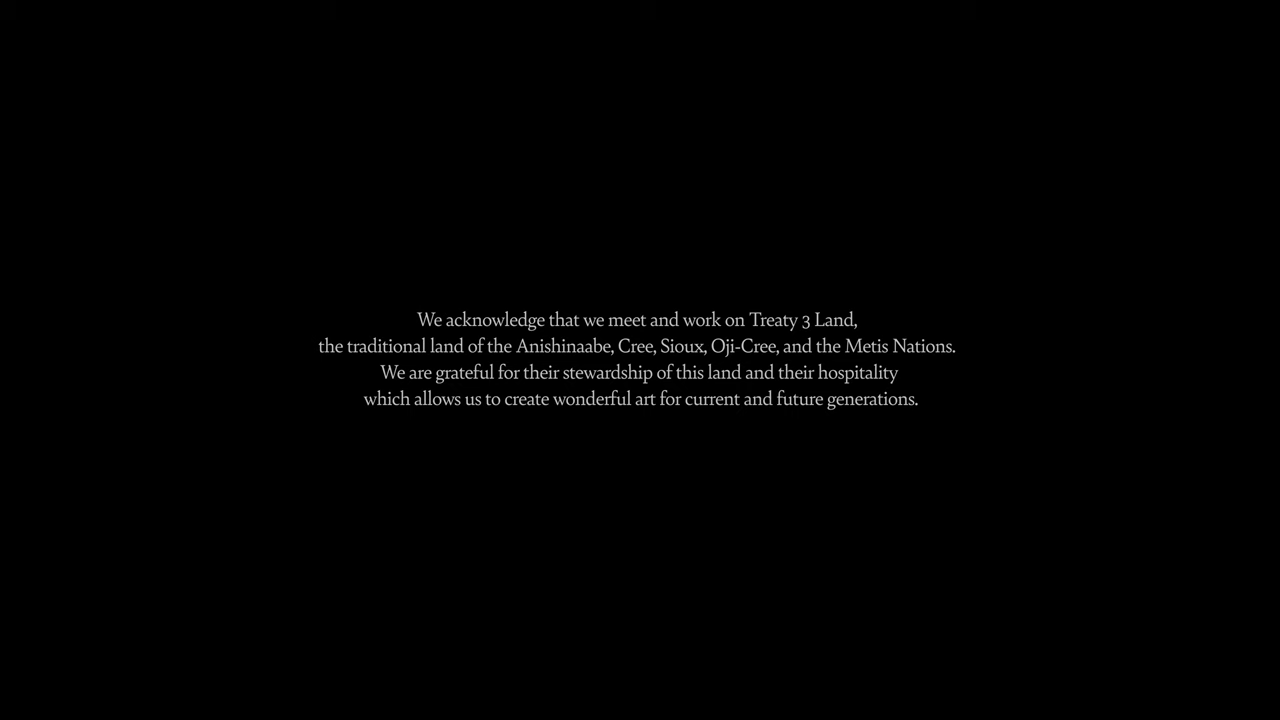 We acknowledge that we meet and work on Treaty 3 Land,
the traditional land of the Anishinaabe, Cree, Sioux, Oji-Cree, and the Metis Nations.
We are grateful for their stewardship of this land and their hospitality
which allows us to create wonderful art for current and future generations.